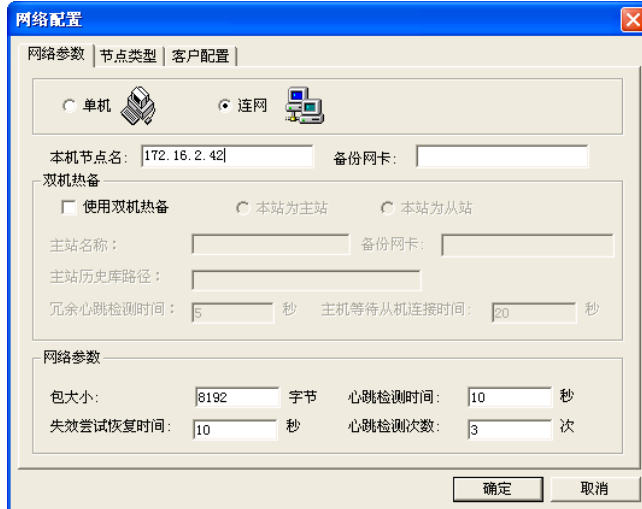 网络配置
网络参数 节点类型 客户配置
单机 连网
本机节点名: 172.16.2.42 备份网卡:
双机热备
使用双机热备 本站为主站 本站为从站
主站名称: 备份网卡:
主站历史库路径:
冗余心跳检测时间: 5 秒 主机等待从机连接时间: 20 秒
网络参数
包大小: 8192 字节 心跳检测时间: 10 秒
失效尝试恢复时间: 10 秒 心跳检测次数: 3 次
确定 取消